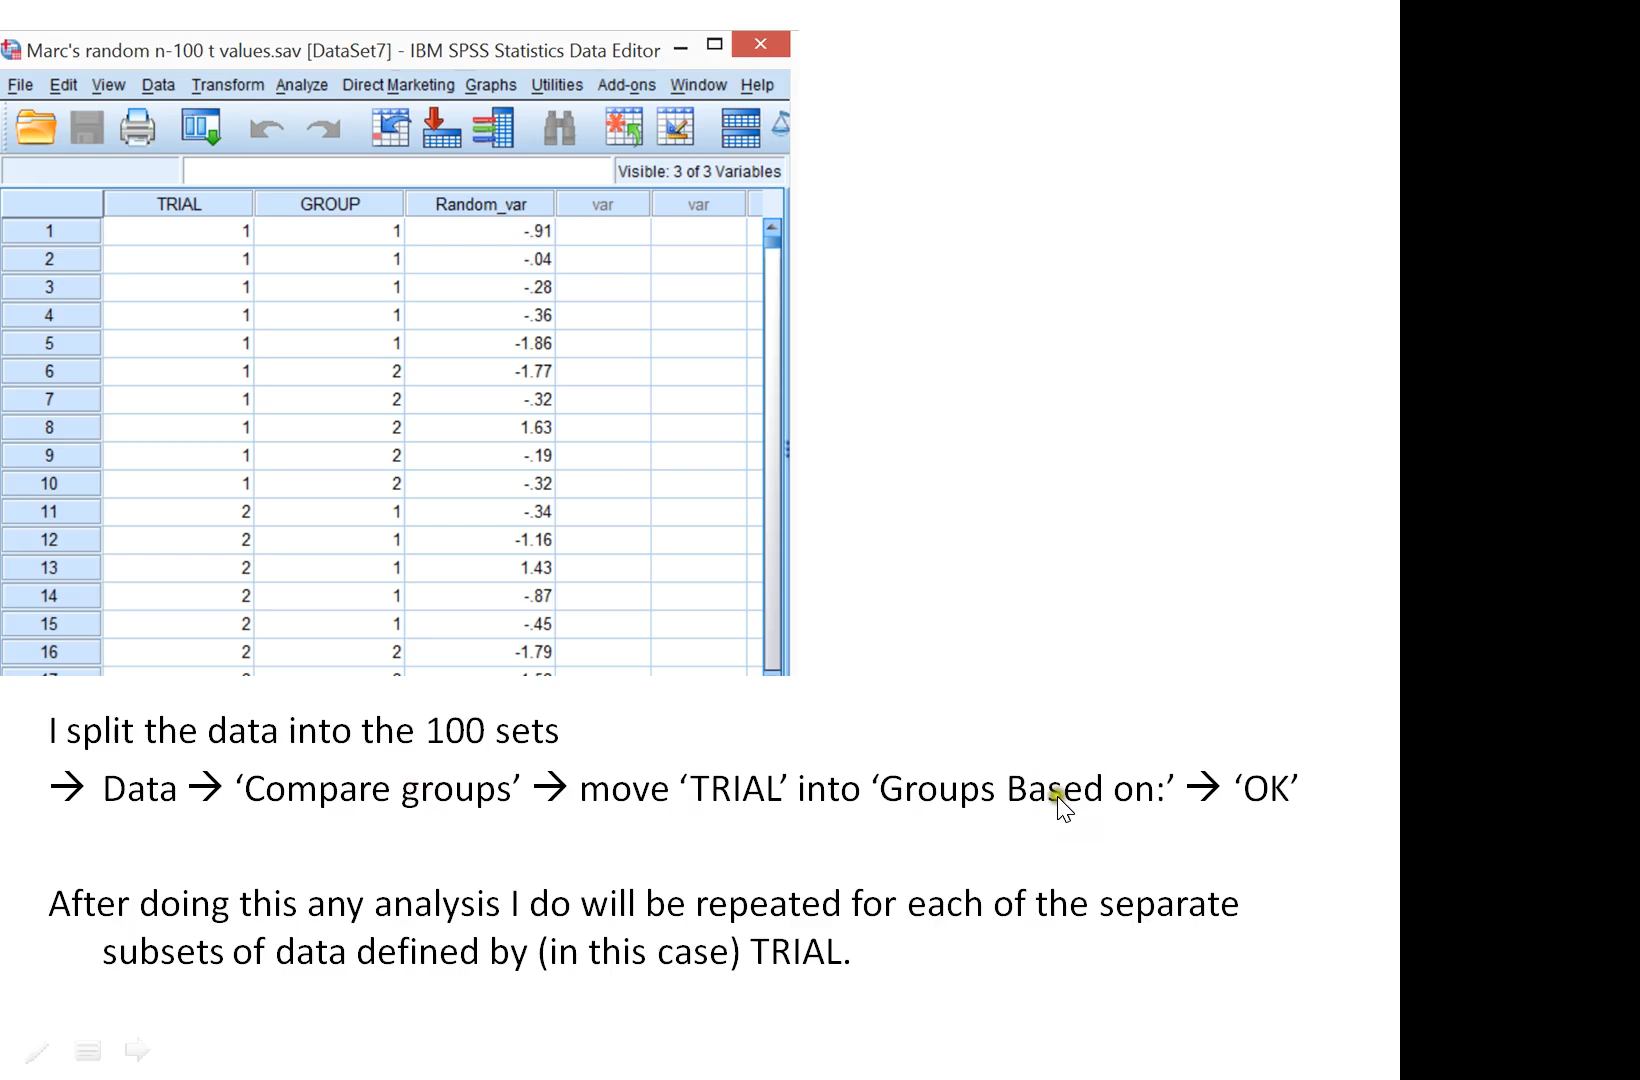 Marc's random n-100 t values.sav [DataSet7] - IBM SPSS Statistics Data Editor
File Edit View Data Transform Analyze Direct Marketing Graphs Utilities Add-ons Window Help
Visible: 3 of 3 Variables
TRIAL GROUP Random_var var var
1 1 1 -.91
2 1 1 -.04
3 1 1 -.28
4 1 1 -.36
5 1 1 -1.86
6 1 2 -1.77
7 1 2 -.32
8 1 2 1.63
9 1 2 -.19
10 1 2 -.32
11 2 1 -.34
12 2 1 -1.16
13 2 1 1.43
14 2 1 -.87
15 2 1 -.45
16 2 2 -1.79
I split the data into the 100 sets
→ Data → ‘Compare groups’ → move ‘TRIAL’ into ‘Groups Based on:’ → ‘OK’
After doing this any analysis I do will be repeated for each of the separate
subsets of data defined by (in this case) TRIAL.